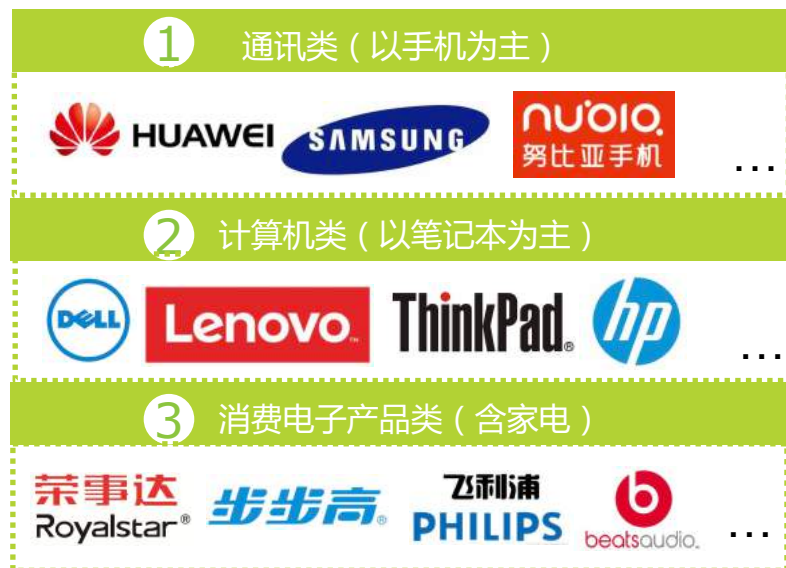 1 通讯类（以手机为主）
HUAWEI SAMSUNG nubia
努比亚手机
...
2 计算机类（以笔记本为主）
DELL Lenovo ThinkPad hp
...
3 消费电子产品类（含家电）
荣事达 步步高 飞利浦 b
Royalstar® PHILIPS beatsaudio
...